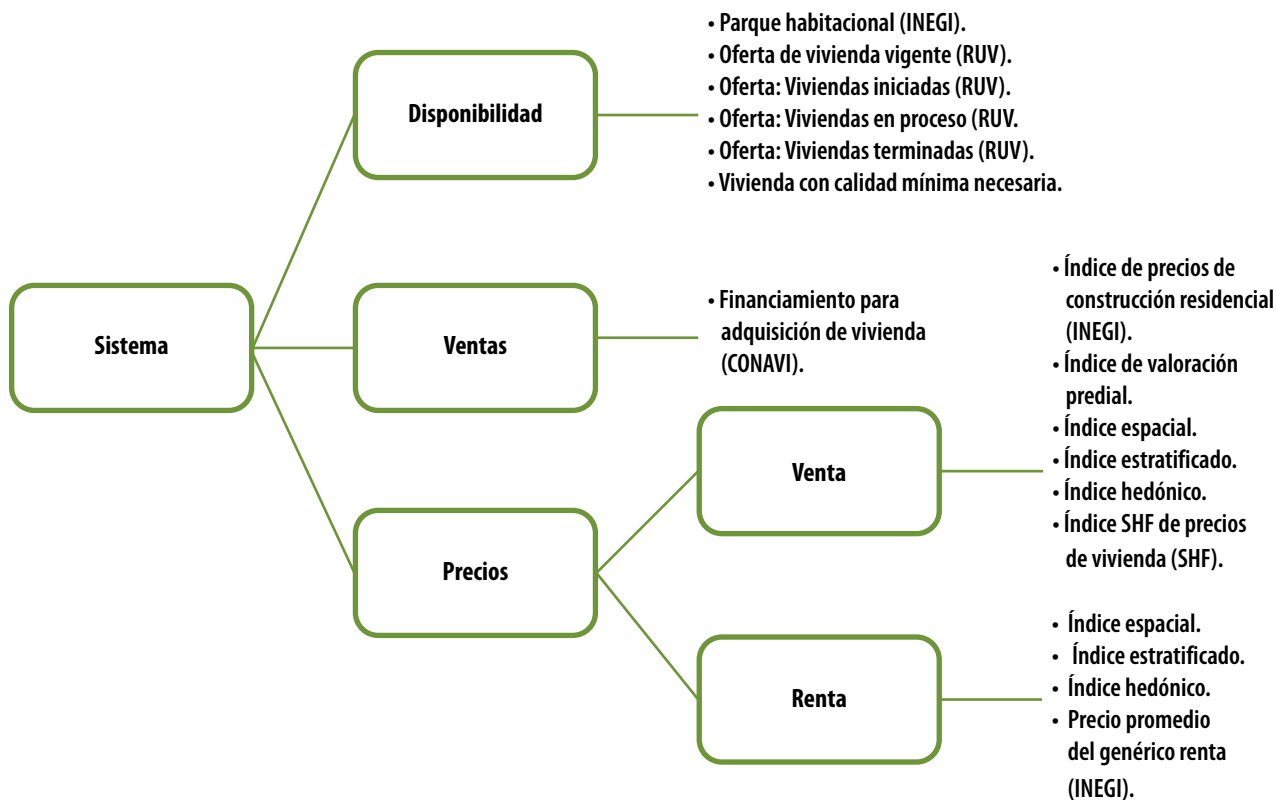 Sistema
Disponibilidad
• Parque habitacional (INEGI).
• Oferta de vivienda vigente (RUV).
• Oferta: Viviendas iniciadas (RUV).
• Oferta: Viviendas en proceso (RUV.
• Oferta: Viviendas terminadas (RUV).
• Vivienda con calidad mínima necesaria.
Ventas
• Financiamiento para
adquisición de vivienda
(CONAVI).
Precios
Venta
• Índice de precios de
construcción residencial
(INEGI).
• Índice de valoración
predial.
• Índice espacial.
• Índice estratificado.
• Índice hedónico.
• Índice SHF de precios
de vivienda (SHF).
Renta
• Índice espacial.
• Índice estratificado.
• Índice hedónico.
• Precio promedio
del genérico renta
(INEGI).